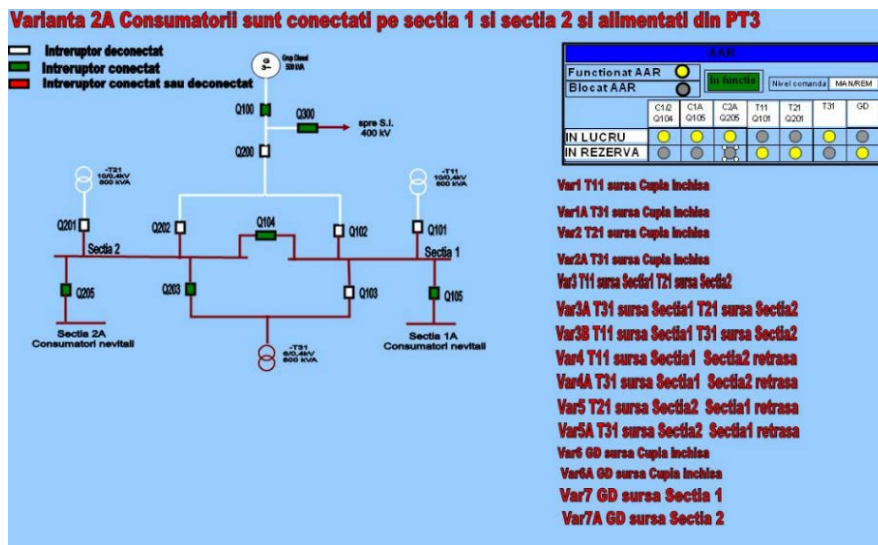 Varianta 2A Consumatorii sunt conectati pe sectia 1 si sectia 2 si alimentati din PT3
Intreruptor deconectat
Intreruptor conectat
Intreruptor conectat sau deconectat
G
3~
Grup Diesel
500 kVA
Q100
Q300
spre S.I.
400 kV
Q200
-T21
10/0,4kV
800 kVA
-T11
10/0,4kV
800 kVA
Q201
Q202
Q104
Q102
Q101
Sectia 2
Sectia 1
Q205
Q203
Q103
Q105
Sectia 2A
Consumatori nevitali
-T31
6/0,4kV
800 kVA
Sectia 1A
Consumatori nevitali
AAR
Functionat AAR
Blocat AAR
In functie
Nivel comanda
MAN/REM
C1/2 C1A C2A T11 T21 T31 GD
Q104 Q105 Q205 Q101 Q201
IN LUCRU
IN REZERVA
Var1 T11 sursa Cupla inchisa
Var1A T31 sursa Cupla inchisa
Var2 T21 sursa Cupla inchisa
Var2A T31 sursa Cupla inchisa
Var3 T11 sursa Sectia1 T21 sursa Sectia2
Var3A T31 sursa Sectia1 T21 sursa Sectia2
Var3B T11 sursa Sectia1 T31 sursa Sectia2
Var4 T11 sursa Sectia1 Sectia2 retrasa
Var4A T31 sursa Sectia1 Sectia2 retrasa
Var5 T21 sursa Sectia2 Sectia1 retrasa
Var5A T31 sursa Sectia2 Sectia1 retrasa
Var6 GD sursa Cupla inchisa
Var6A GD sursa Cupla inchisa
Var7 GD sursa Sectia 1
Var7A GD sursa Sectia 2